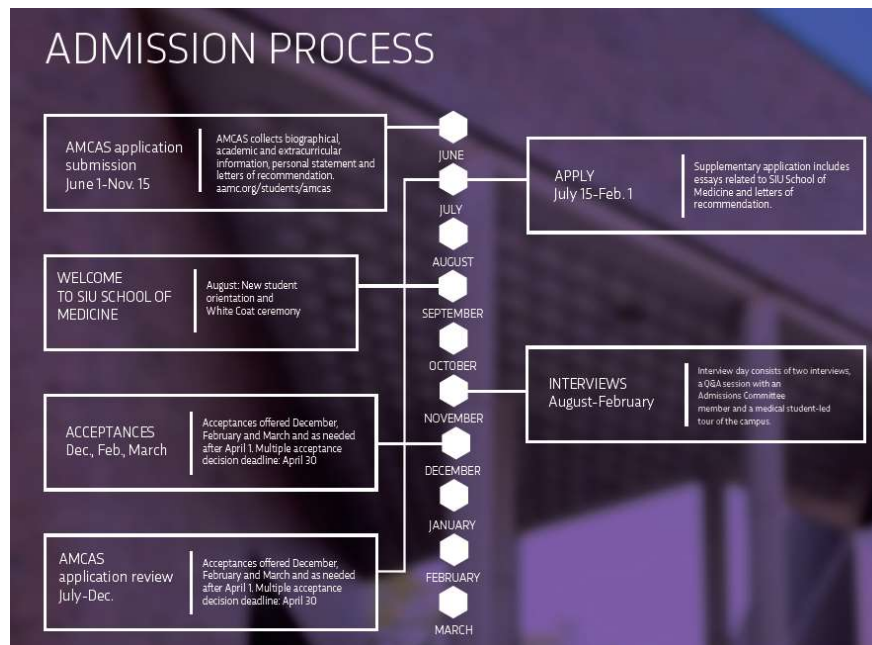 ADMISSION PROCESS
AMCAS application
submission
June 1-Nov. 15
AMCAS collects biographical,
academic and extracurricular
information, personal statement and
letters of recommendation.
aamc.org/students/amcas
JUNE
APPLY
July 15-Feb. 1
Supplementary application includes
essays related to SIU School of
Medicine and letters of
recommendation.
JULY
AUGUST
WELCOME
TO SIU SCHOOL OF
MEDICINE
August: New student
orientation and
White Coat ceremony
SEPTEMBER
OCTOBER
INTERVIEWS
August-February
Interview day consists of two interviews,
a Q&A session with an
Admissions Committee
member and a medical student-led
tour of the campus.
NOVEMBER
ACCEPTANCES
Dec., Feb., March
Acceptances offered December,
February and March and as needed
after April 1. Multiple acceptance
decision deadline: April 30
DECEMBER
JANUARY
AMCAS
application review
July-Dec.
Acceptances offered December,
February and March and as needed
after April 1. Multiple acceptance
decision deadline: April 30
FEBRUARY
MARCH